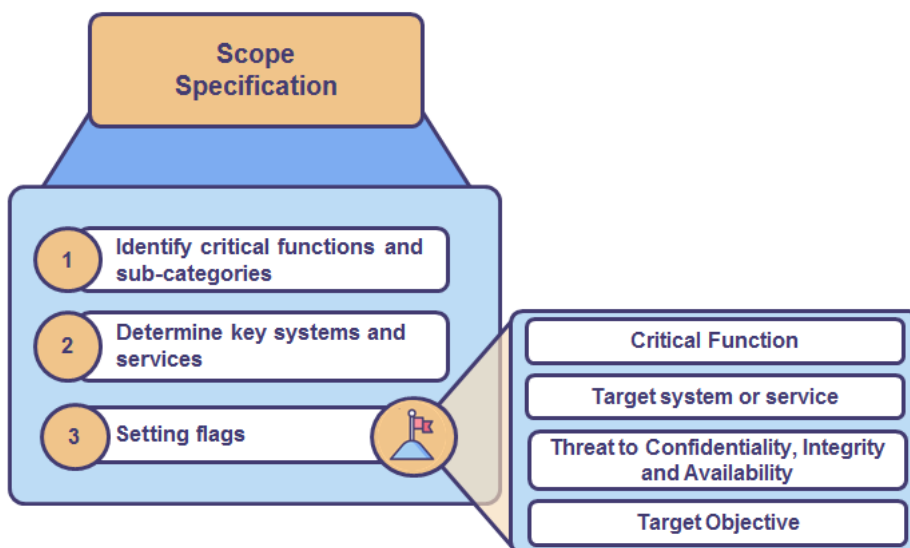 Scope
Specification
1
Identify critical functions and
sub-categories
2
Determine key systems and
services
3
Setting flags
Critical Function
Target system or service
Threat to Confidentiality, Integrity
and Availability
Target Objective